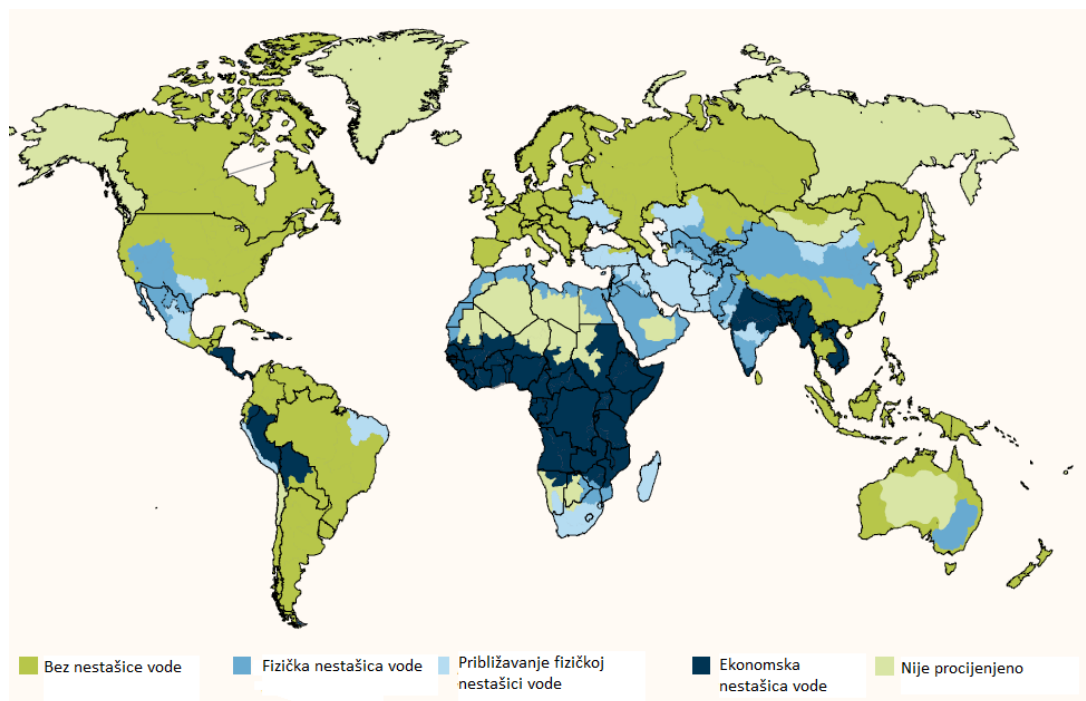 Bez nestašice vode
Fizička nestašica vode
Približavanje fizičkoj
nestašici vode
Ekonomska
nestašica vode
Nije procijenjeno